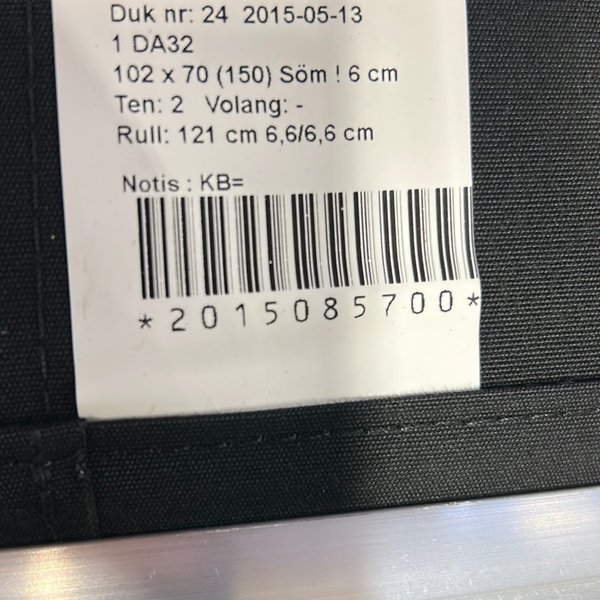 Duk nr: 24 2015-05-13
1 DA32
102 x 70 (150) Söm ! 6 cm
Ten: 2 Volang: -
Rull: 121 cm 6,6/6,6 cm
Notis : KB=
*2015085700*